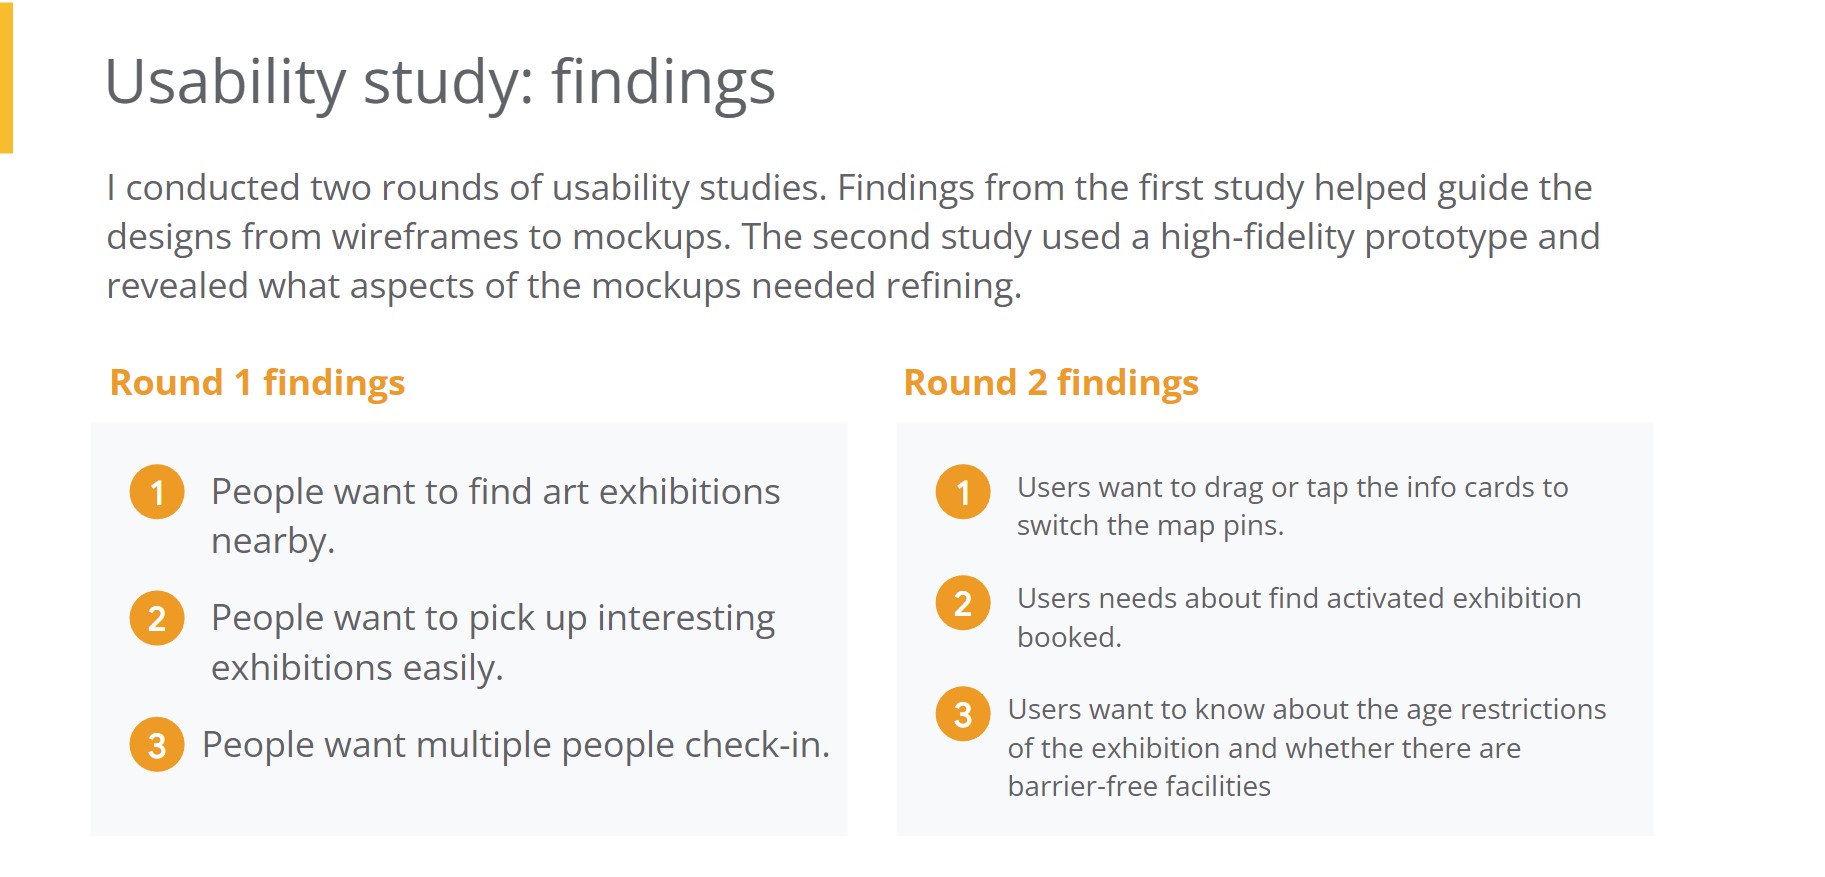 Usability study: findings
I conducted two rounds of usability studies. Findings from the first study helped guide the
designs from wireframes to mockups. The second study used a high-fidelity prototype and
revealed what aspects of the mockups needed refining.
Round 1 findings
1 People want to find art exhibitions
nearby.
2 People want to pick up interesting
exhibitions easily.
3 People want multiple people check-in.
Round 2 findings
1 Users want to drag or tap the info cards to
switch the map pins.
2 Users needs about find activated exhibition
booked.
3 Users want to know about the age restrictions
of the exhibition and whether there are
barrier-free facilities